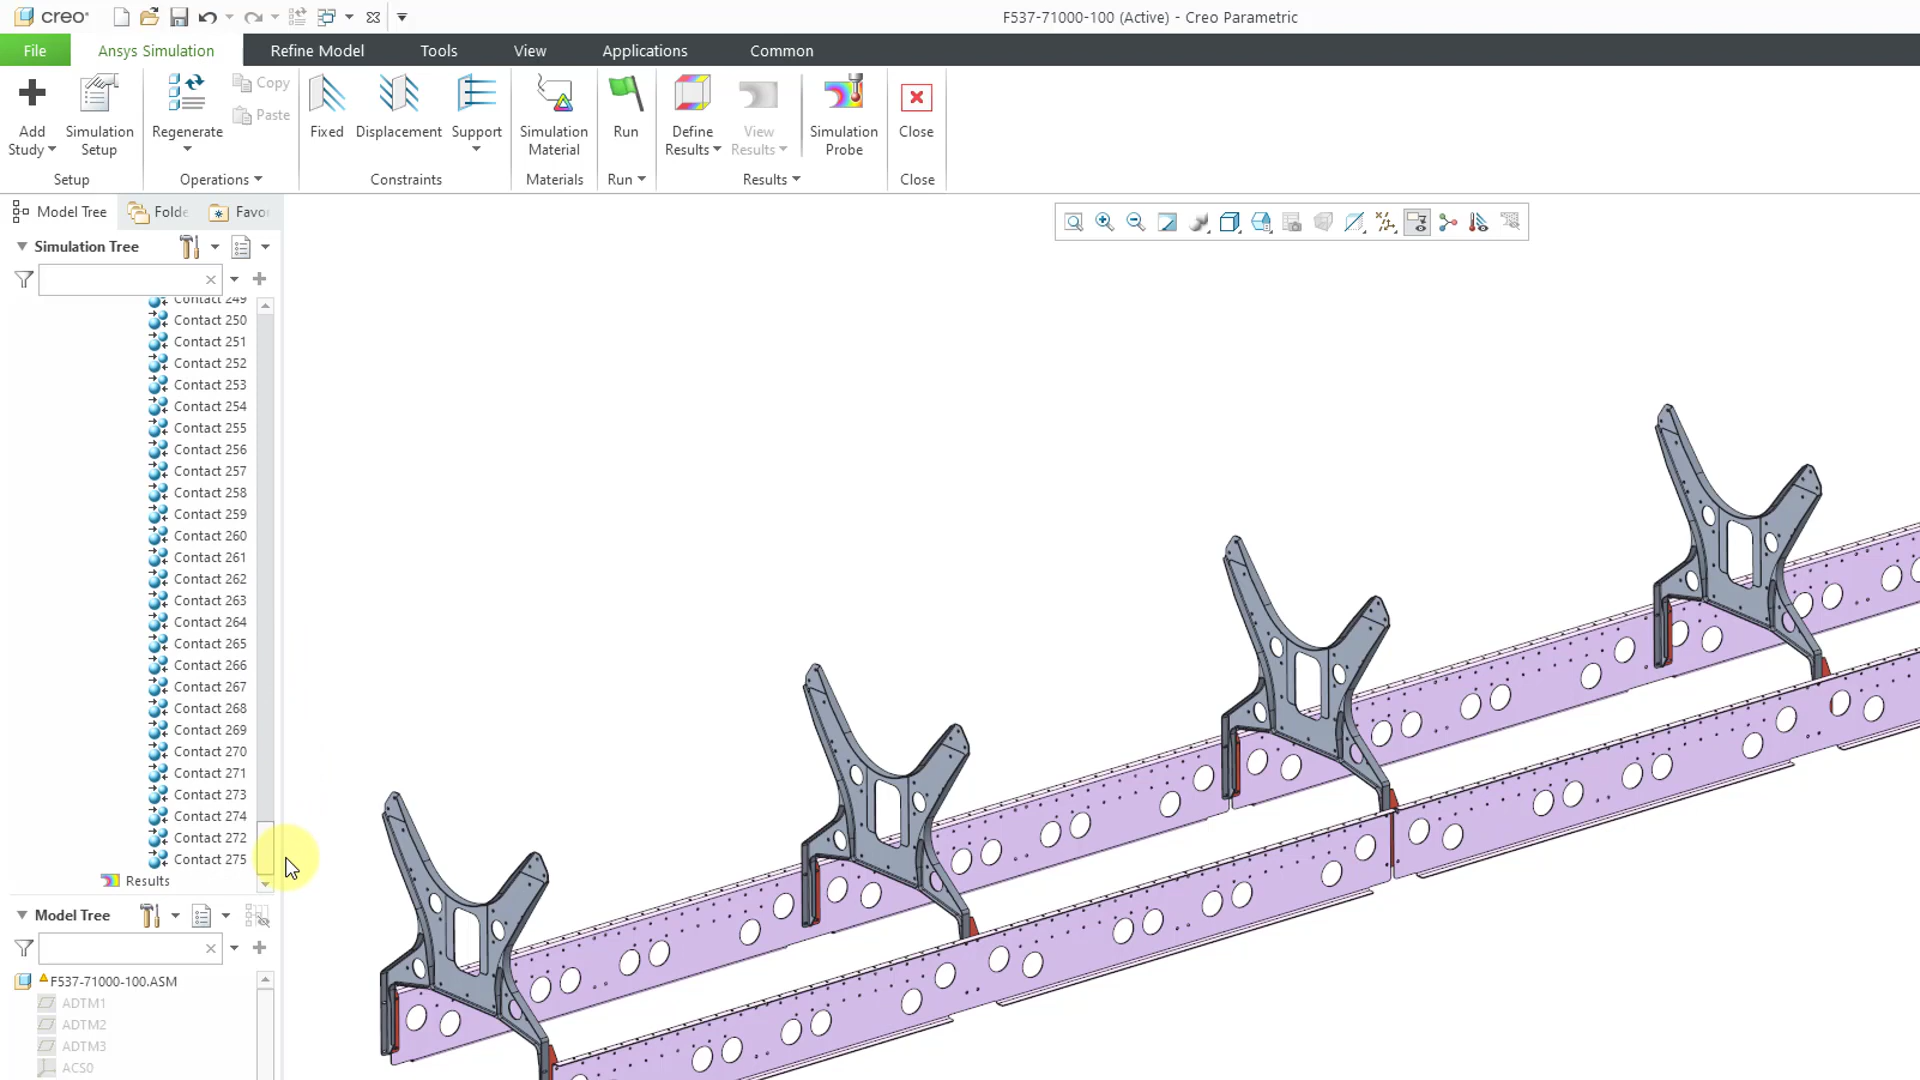 creo
F537-71000-100 (Active) - Creo Parametric
File
Ansys Simulation
Refine Model
Tools
View
Applications
Common
Add
Study
Simulation
Setup
Regenerate
Copy
Paste
Fixed
Displacement
Support
Simulation
Material
Run
Define
Results
View
Results
Simulation
Probe
Close
Setup
Operations
Constraints
Materials
Run
Results
Close
Model Tree
Folde
Favor
Simulation Tree
Contact 249
Contact 250
Contact 251
Contact 252
Contact 253
Contact 254
Contact 255
Contact 256
Contact 257
Contact 258
Contact 259
Contact 260
Contact 261
Contact 262
Contact 263
Contact 264
Contact 265
Contact 266
Contact 267
Contact 268
Contact 269
Contact 270
Contact 271
Contact 273
Contact 274
Contact 272
Contact 275
Results
Model Tree
F537-71000-100.ASM
ADTM1
ADTM2
ADTM3
ACS0